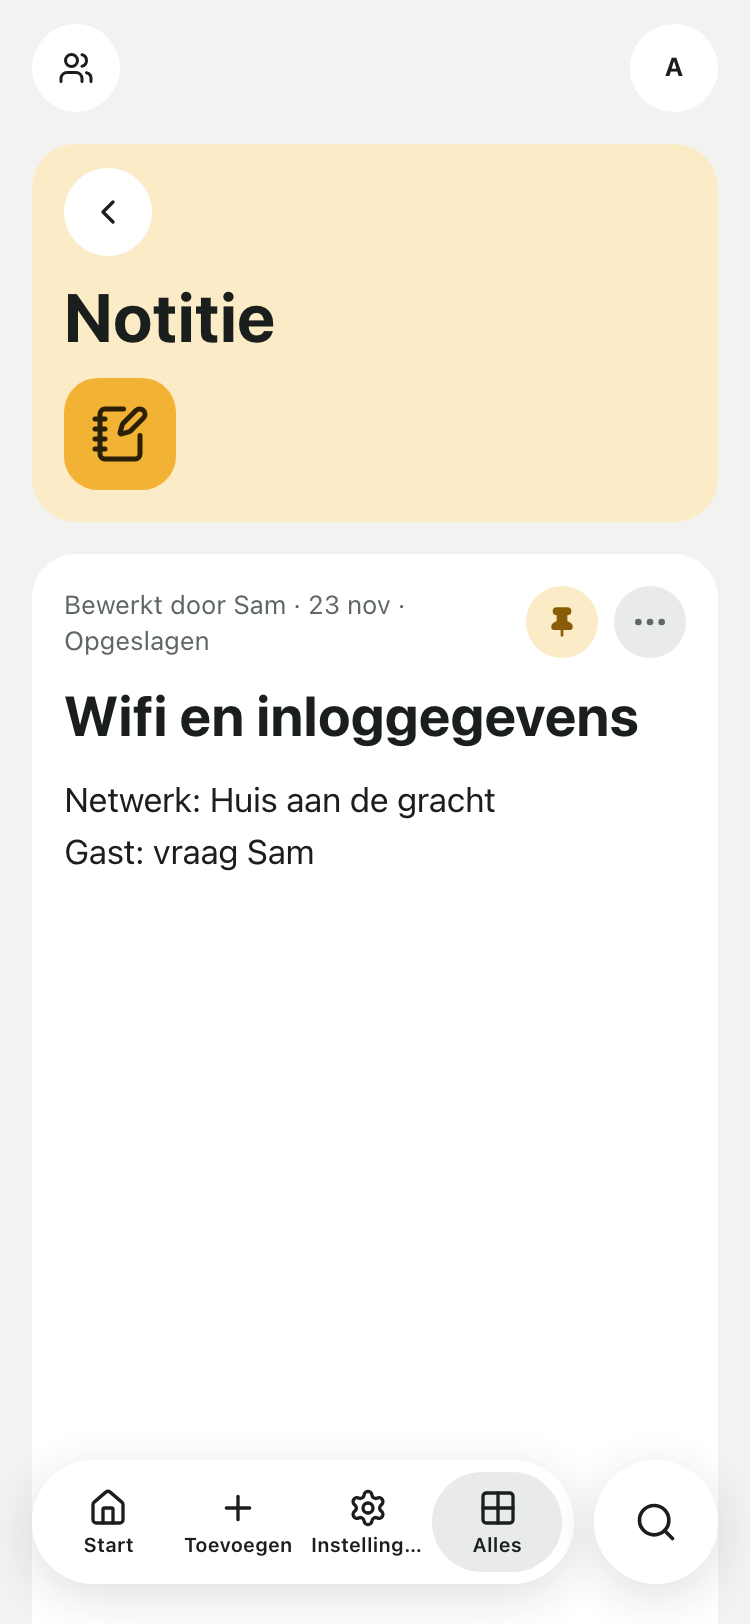 A
Notitie
Bewerkt door Sam · 23 nov ·
Opgeslagen
Wifi en inloggegevens
Netwerk: Huis aan de gracht
Gast: vraag Sam
Start
Toevoegen
Instelling...
Alles